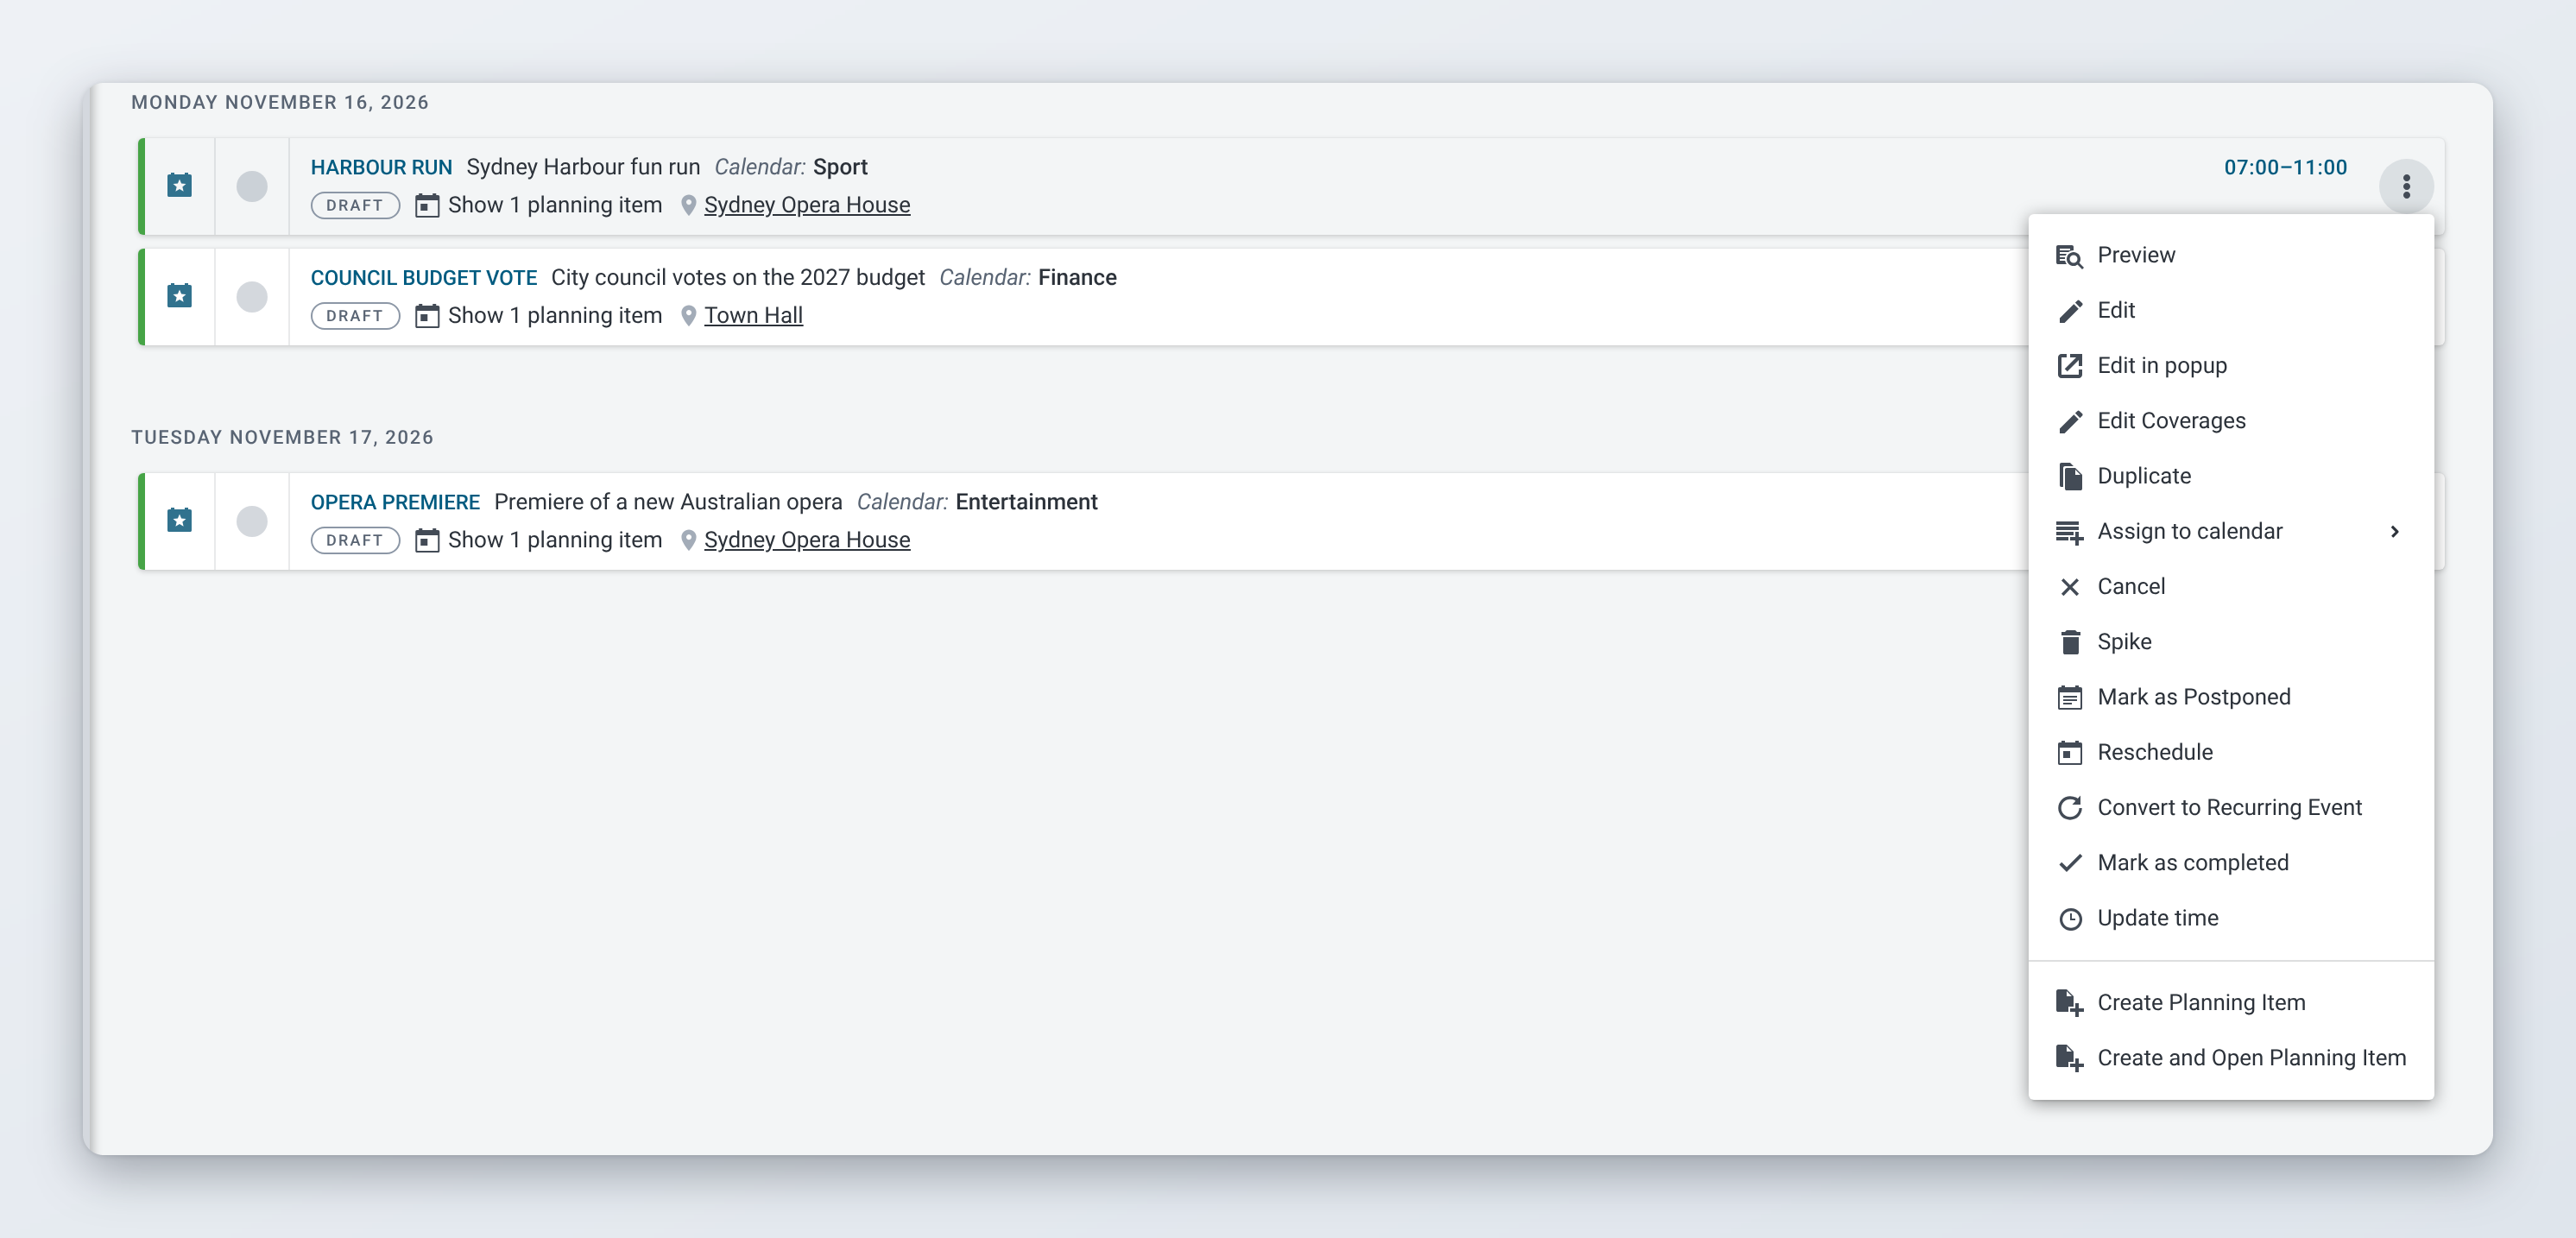 MONDAY NOVEMBER 16, 2026
HARBOUR RUN Sydney Harbour fun run Calendar: Sport 07:00–11:00
DRAFT Show 1 planning item Sydney Opera House
COUNCIL BUDGET VOTE City council votes on the 2027 budget Calendar: Finance
DRAFT Show 1 planning item Town Hall
TUESDAY NOVEMBER 17, 2026
OPERA PREMIERE Premiere of a new Australian opera Calendar: Entertainment
DRAFT Show 1 planning item Sydney Opera House
Preview
Edit
Edit in popup
Edit Coverages
Duplicate
Assign to calendar
Cancel
Spike
Mark as Postponed
Reschedule
Convert to Recurring Event
Mark as completed
Update time
Create Planning Item
Create and Open Planning Item